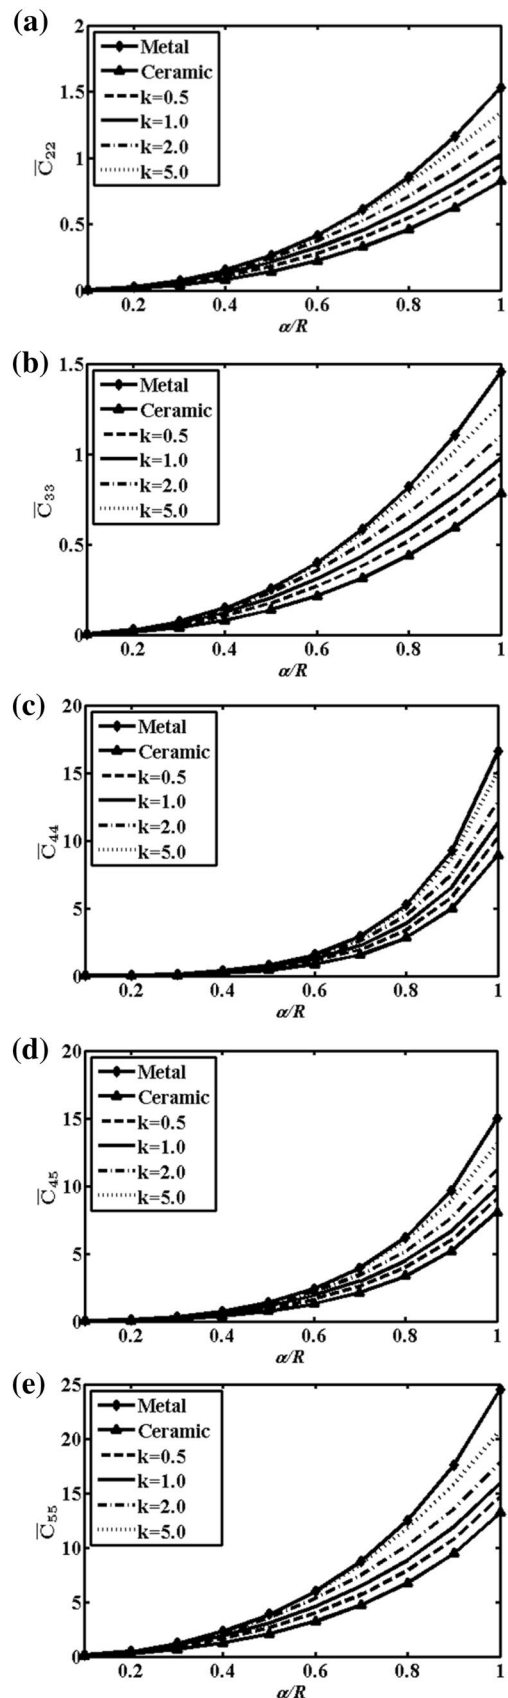 (a)
2
1.5
1
0.5
0
C̅₂₂
Metal
Ceramic
k=0.5
k=1.0
k=2.0
k=5.0
0.2 0.4 0.6 0.8 1
α/R
(b)
1.5
1
0.5
0
C̅₃₃
Metal
Ceramic
k=0.5
k=1.0
k=2.0
k=5.0
0.2 0.4 0.6 0.8 1
α/R
(c)
20
15
10
5
0
C̅₄₄
Metal
Ceramic
k=0.5
k=1.0
k=2.0
k=5.0
0.2 0.4 0.6 0.8 1
α/R
(d)
20
15
10
5
0
C̅₄₅
Metal
Ceramic
k=0.5
k=1.0
k=2.0
k=5.0
0.2 0.4 0.6 0.8 1
α/R
(e)
25
20
15
10
5
0
C̅₅₅
Metal
Ceramic
k=0.5
k=1.0
k=2.0
k=5.0
0.2 0.4 0.6 0.8 1
α/R